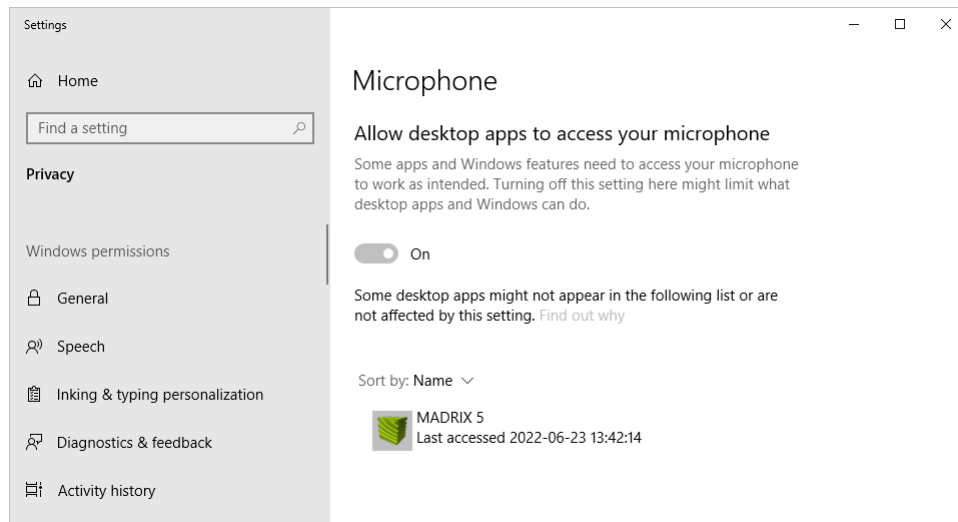 Settings
Home
Find a setting
Privacy
Windows permissions
General
Speech
Inking & typing personalization
Diagnostics & feedback
Activity history
Microphone
Allow desktop apps to access your microphone
Some apps and Windows features need to access your microphone
to work as intended. Turning off this setting here might limit what
desktop apps and Windows can do.
On
Some desktop apps might not appear in the following list or are
not affected by this setting. Find out why
Sort by: Name
MADRIX 5
Last accessed 2022-06-23 13:42:14